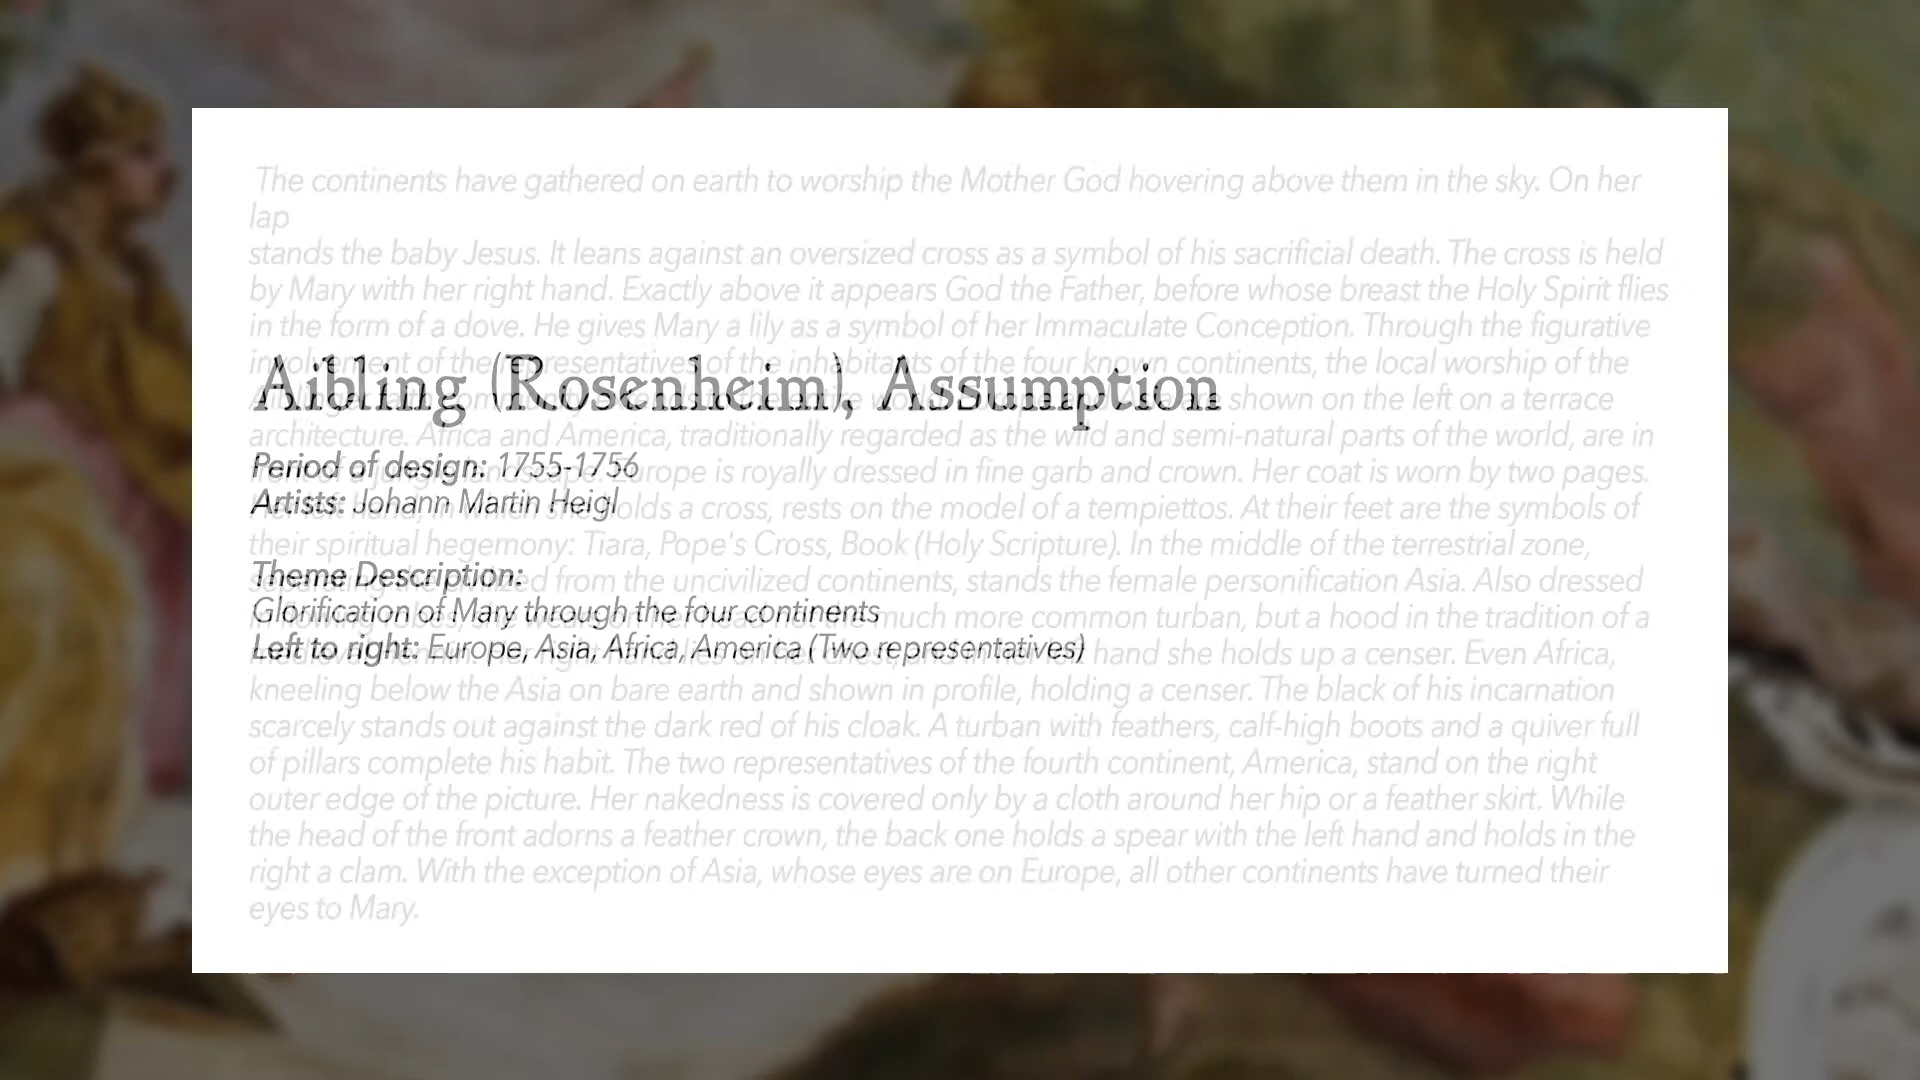 The continents have gathered on earth to worship the Mother God hovering above them in the sky. On her
lap
stands the baby Jesus. It leans against an oversized cross as a symbol of his sacrificial death. The cross is held
by Mary with her right hand. Exactly above it appears God the Father, before whose breast the Holy Spirit flies
in the form of a dove. He gives Mary a lily as a symbol of her Immaculate Conception. Through the figurative
involvement of the representatives of the inhabitants of the four known continents, the local worship of the
Aibling (Rosenheim), Assumption
shown on the left on a terrace
architecture. Africa and America, traditionally regarded as the wild and semi-natural parts of the world, are in
Period of design: 1755-1756
Europe is royally dressed in fine garb and crown. Her coat is worn by two pages.
Artists: Johann Martin Heigl
holds a cross, rests on the model of a tempiettos. At their feet are the symbols of
their spiritual hegemony: Tiara, Pope's Cross, Book (Holy Scripture). In the middle of the terrestrial zone,
Theme Description:
from the uncivilized continents, stands the female personification Asia. Also dressed
Glorification of Mary through the four continents
much more common turban, but a hood in the tradition of a
Left to right: Europe, Asia, Africa, America (Two representatives)
hand she holds up a censer. Even Africa,
kneeling below the Asia on bare earth and shown in profile, holding a censer. The black of his incarnation
scarcely stands out against the dark red of his cloak. A turban with feathers, calf-high boots and a quiver full
of pillars complete his habit. The two representatives of the fourth continent, America, stand on the right
outer edge of the picture. Her nakedness is covered only by a cloth around her hip or a feather skirt. While
the head of the front adorns a feather crown, the back one holds a spear with the left hand and holds in the
right a clam. With the exception of Asia, whose eyes are on Europe, all other continents have turned their
eyes to Mary.